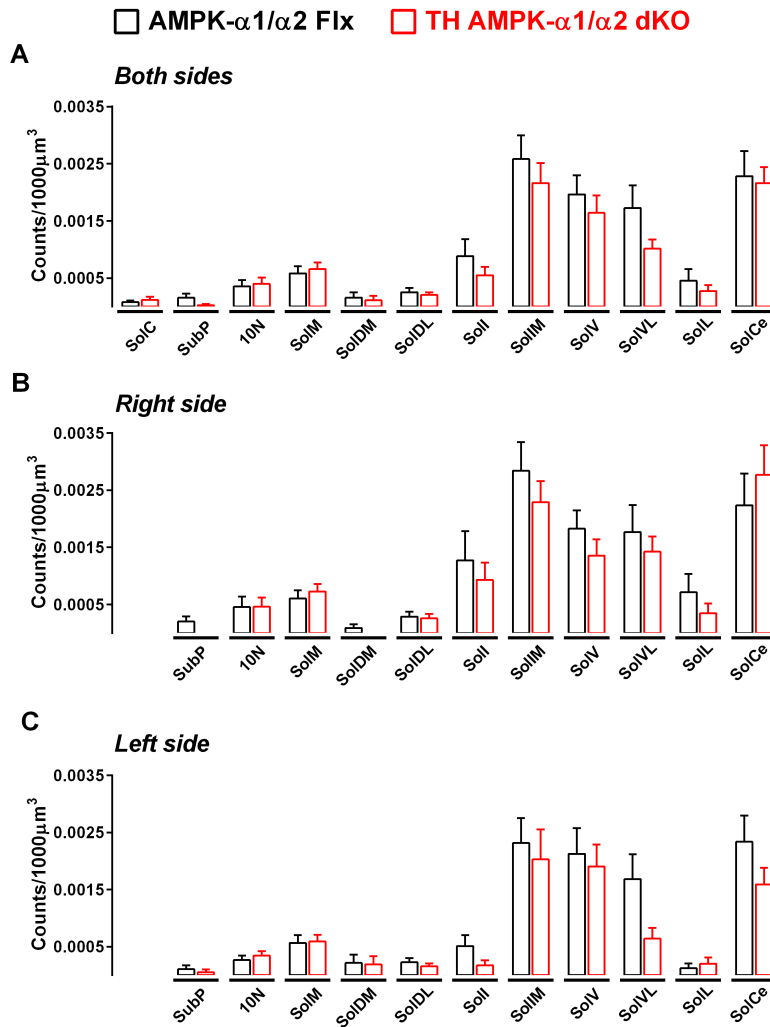 AMPK-α1/α2 Flx TH AMPK-α1/α2 dKO
A
Both sides
Counts/1000μm³
0.0035
0.0025
0.0015
0.0005
SolC SubP 10N SolM SolDM SolDL SolI SolIM SolV SolVL SolL SolCe
B
Right side
Counts/1000μm³
0.0035
0.0025
0.0015
0.0005
SubP 10N SolM SolDM SolDL SolI SolIM SolV SolVL SolL SolCe
C
Left side
Counts/1000μm³
0.0035
0.0025
0.0015
0.0005
SubP 10N SolM SolDM SolDL SolI SolIM SolV SolVL SolL SolCe